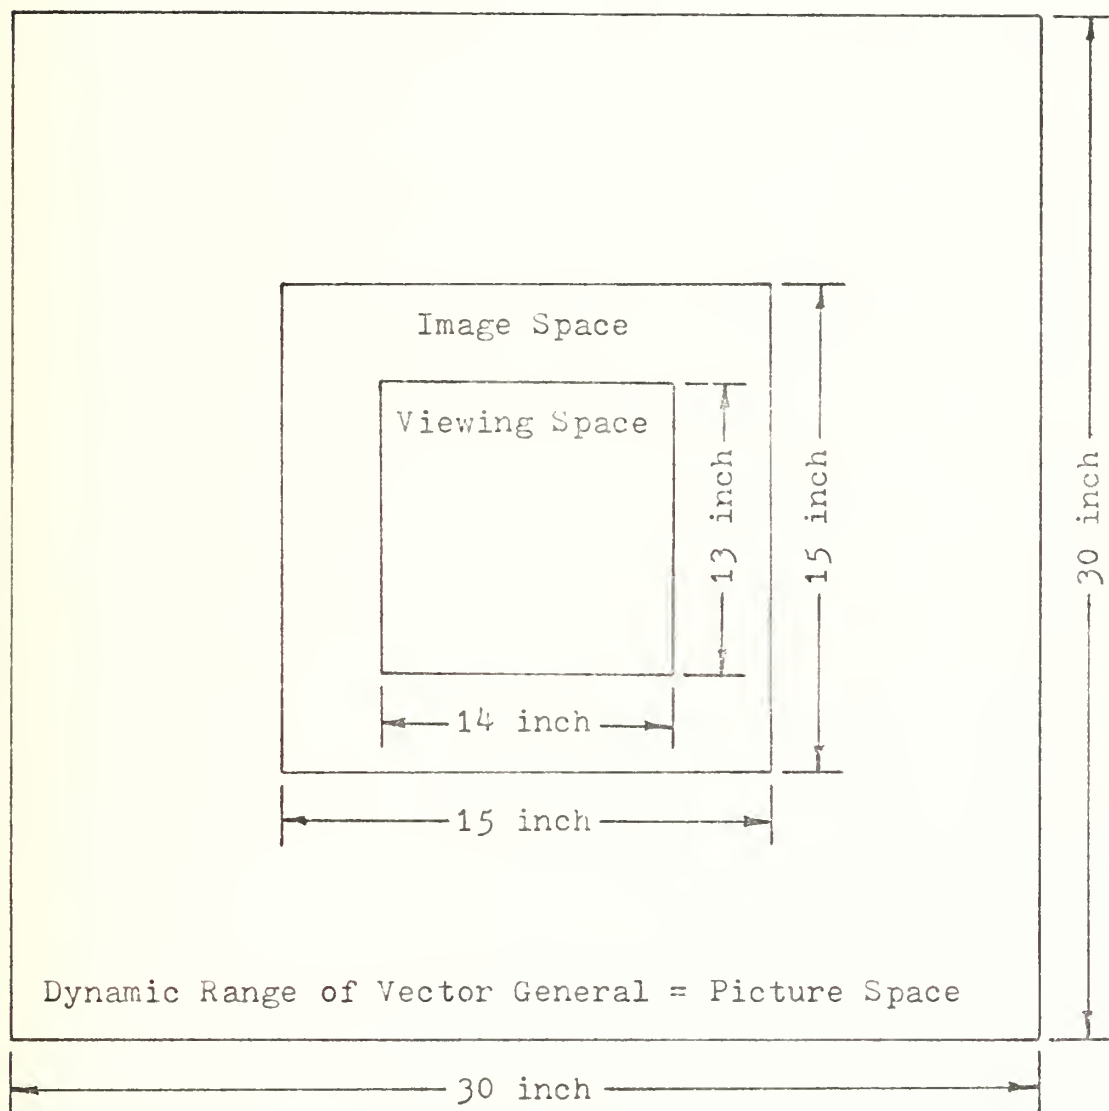 Image Space
Viewing Space
13 inch
15 inch
30 inch
14 inch
15 inch
Dynamic Range of Vector General = Picture Space
30 inch